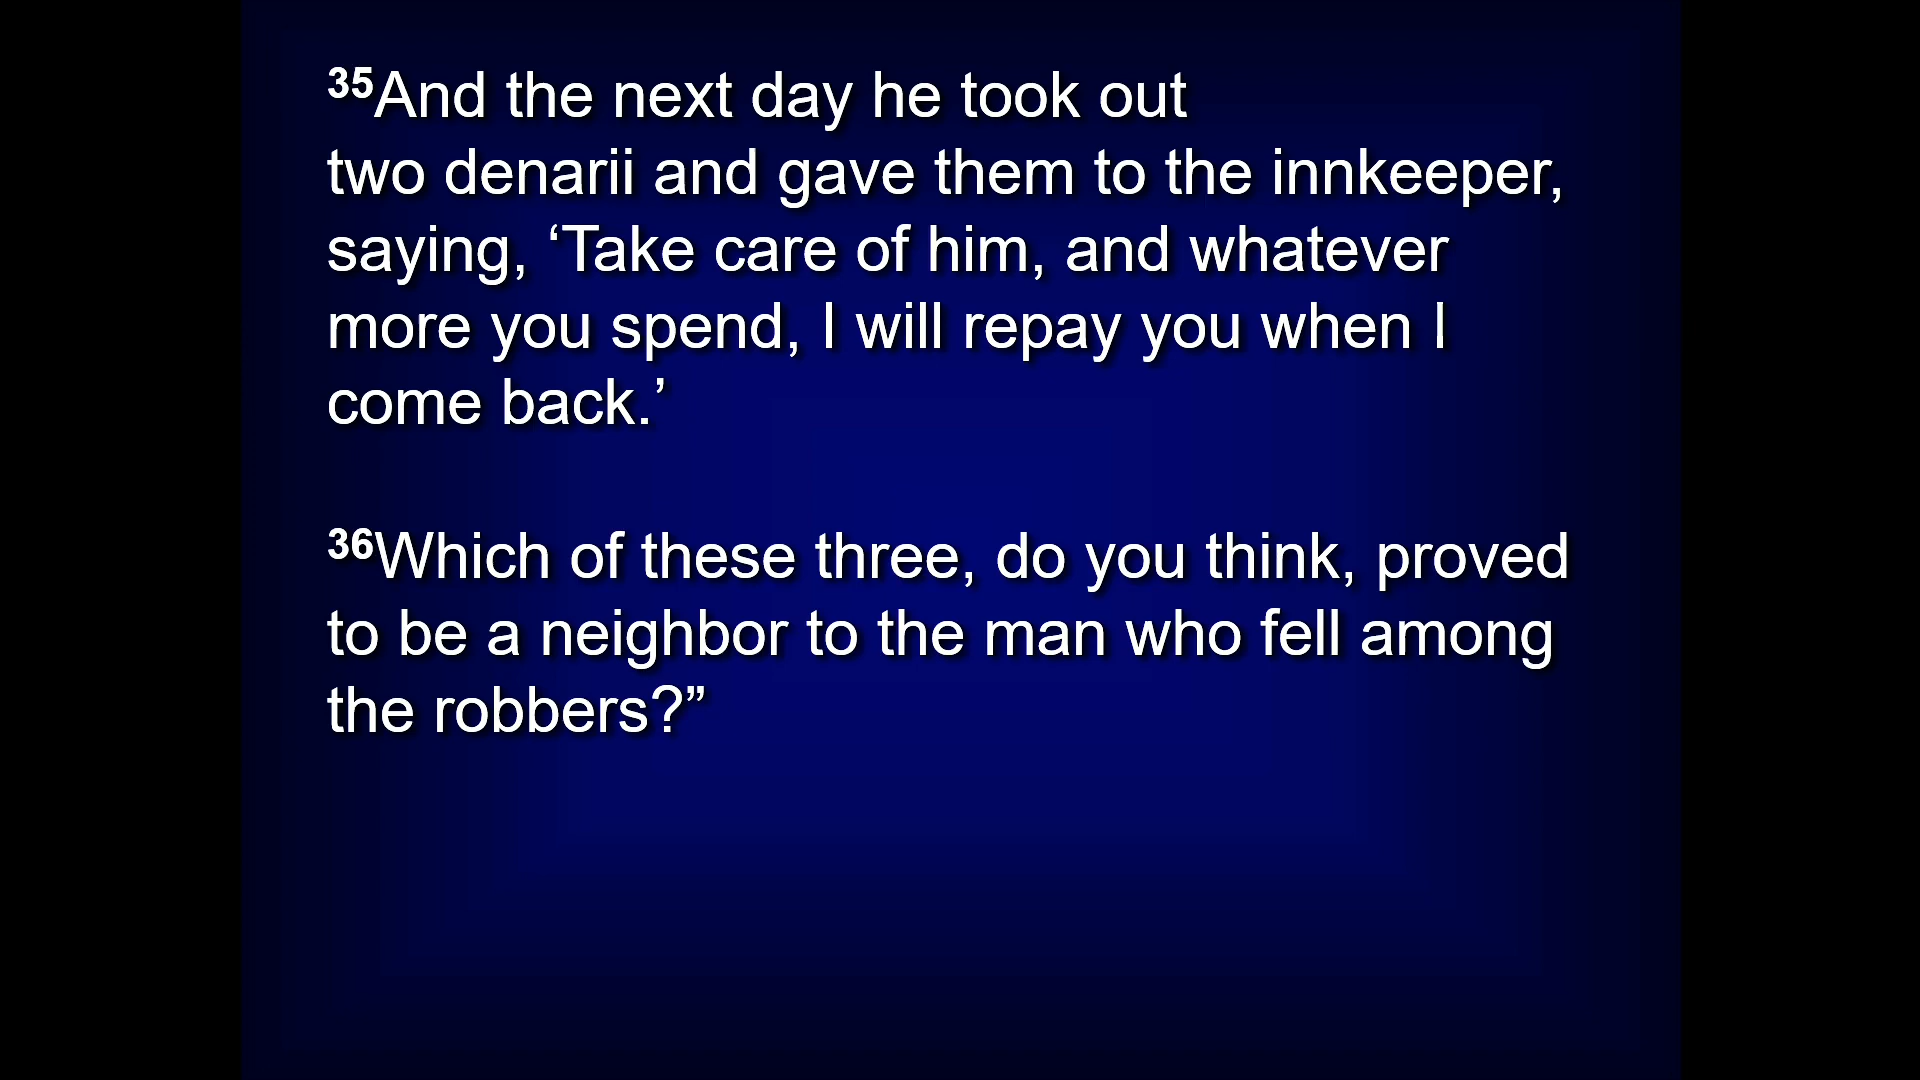 35And the next day he took out
two denarii and gave them to the innkeeper,
saying, ‘Take care of him, and whatever
more you spend, I will repay you when I
come back.’
36Which of these three, do you think, proved
to be a neighbor to the man who fell among
the robbers?”